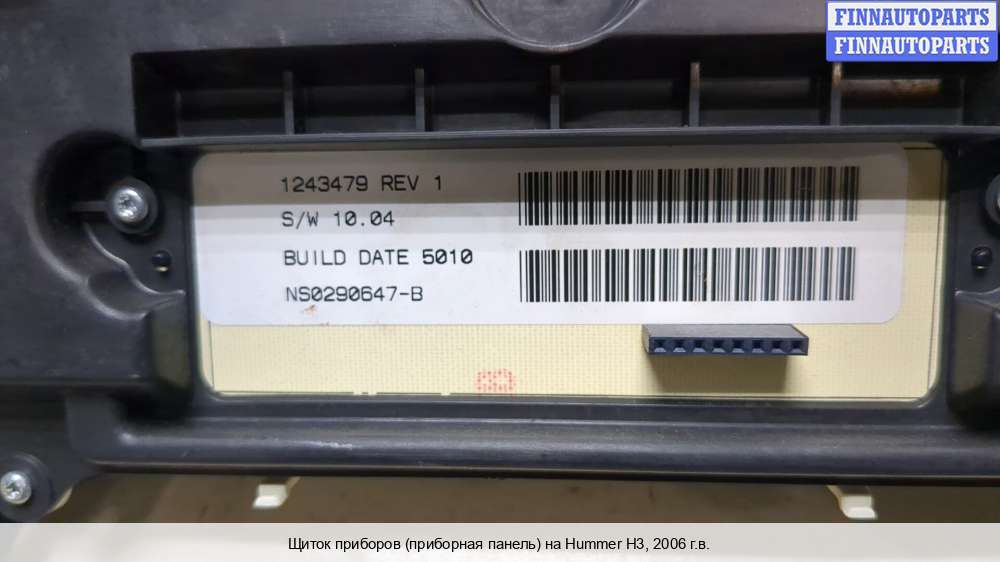 FINNAUTOPARTS
FINNAUTOPARTS
1243479 REV 1
S/W 10.04
BUILD DATE 5010
NS0290647-B
Щиток приборов (приборная панель) на Hummer H3, 2006 г.в.